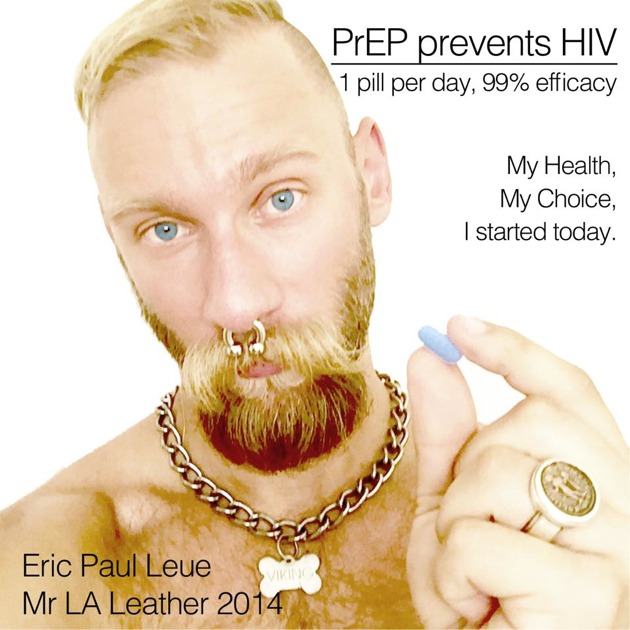 PrEP prevents HIV
1 pill per day, 99% efficacy
My Health,
My Choice,
I started today.
VIKING
Eric Paul Leue
Mr LA Leather 2014